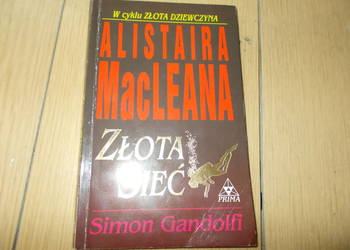 W cyklu ZŁOTA DZIEWCZYNA
ALISTAIRA
MacLEANA
ZŁOTA
SIEĆ
PRIMA
Simon Gandolfi